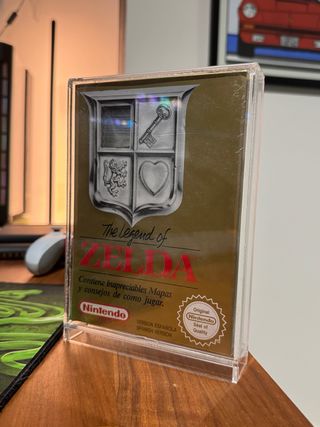 The Legend of
ZELDA
Contiene inapreciables Mapas
y consejos de como jugar.
Nintendo
VERSION ESPAÑOLA
SPANISH VERSION
Original
Nintendo
Seal of
Quality